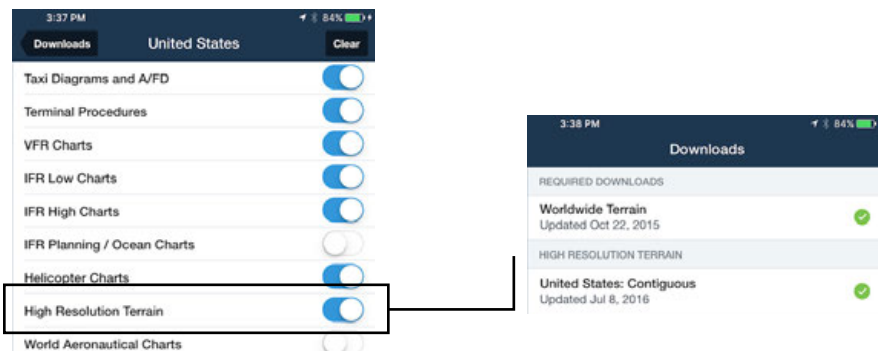 3:37 PM 84%
Downloads United States Clear
Taxi Diagrams and A/FD
Terminal Procedures
VFR Charts
IFR Low Charts
IFR High Charts
IFR Planning / Ocean Charts
Helicopter Charts
High Resolution Terrain
World Aeronautical Charts
3:38 PM 84%
Downloads
REQUIRED DOWNLOADS
Worldwide Terrain
Updated Oct 22, 2015
HIGH RESOLUTION TERRAIN
United States: Contiguous
Updated Jul 8, 2016